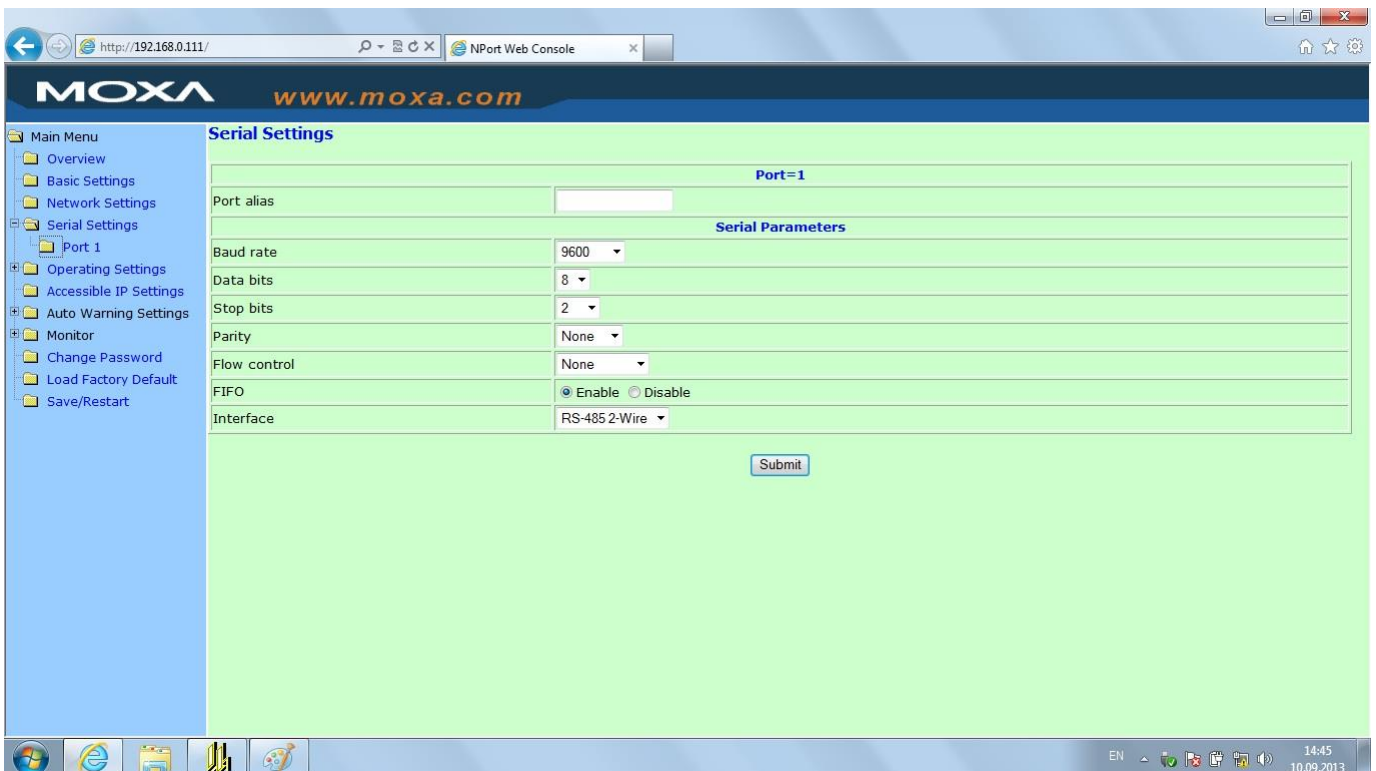 http://192.168.0.111/
NPort Web Console
MOXA www.moxa.com
Main Menu
Overview
Basic Settings
Network Settings
Serial Settings
Port 1
Operating Settings
Accessible IP Settings
Auto Warning Settings
Monitor
Change Password
Load Factory Default
Save/Restart
Serial Settings
Port=1
Port alias
Serial Parameters
Baud rate 9600
Data bits 8
Stop bits 2
Parity None
Flow control None
FIFO Enable Disable
Interface RS-485 2-Wire
Submit
EN 14:45
10.09.2013